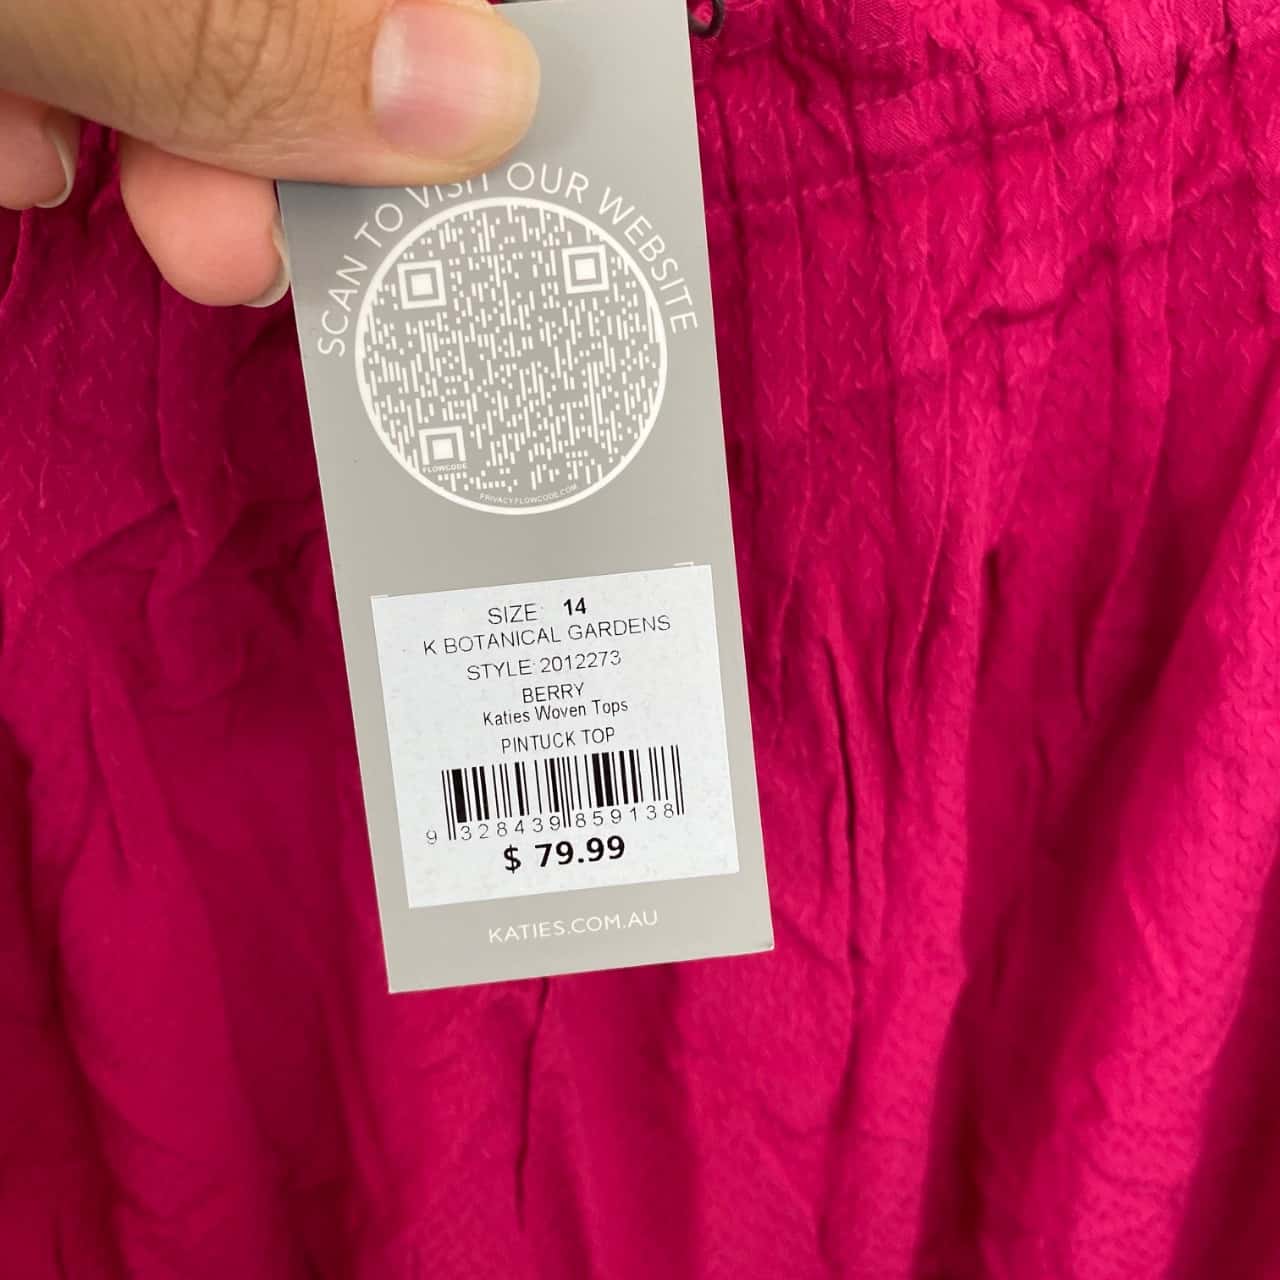 SCAN TO VISIT OUR WEBSITE
FLOWCODE
PRIVACY.FLOWCODE.COM
SIZE: 14
K BOTANICAL GARDENS
STYLE:2012273
BERRY
Katies Woven Tops
PINTUCK TOP
9 328439 859138
$ 79.99
KATIES.COM.AU